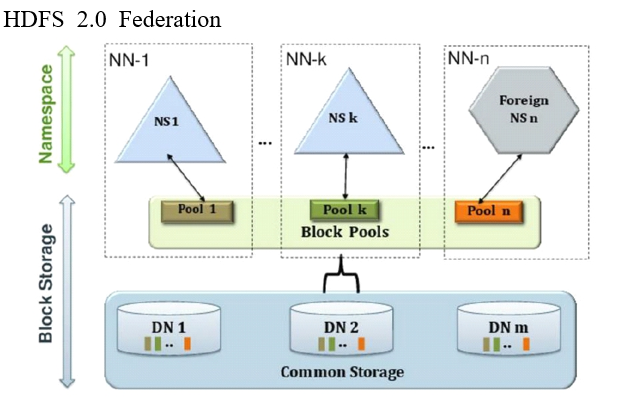 HDFS 2.0 Federation
NN-1
NN-k
NN-n
Namespace
NS1
...
NS k
...
Foreign
NS n
Pool 1
Pool k
Pool n
Block Pools
Block Storage
DN 1
..
DN 2
..
DN m
..
Common Storage